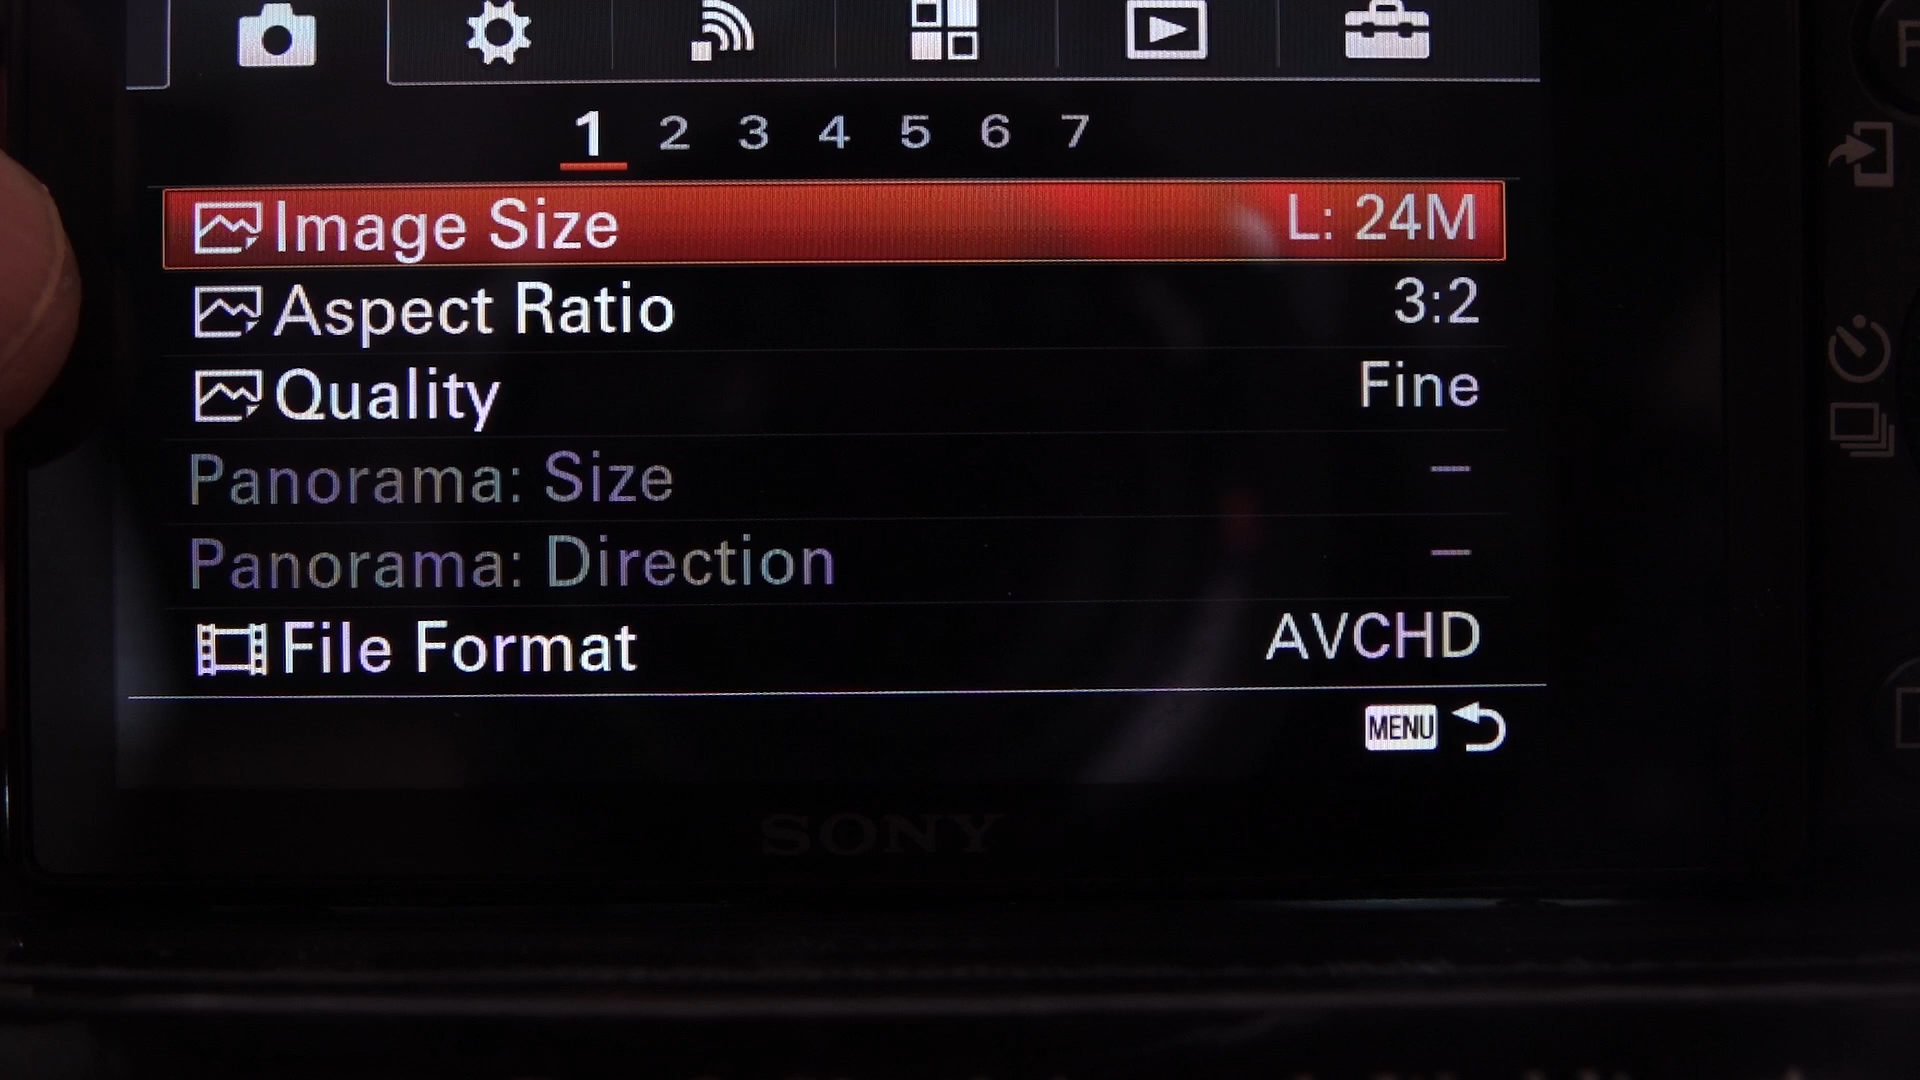 1 2 3 4 5 6 7
Image Size L: 24M
Aspect Ratio 3:2
Quality Fine
Panorama: Size –
Panorama: Direction –
File Format AVCHD
MENU
SONY